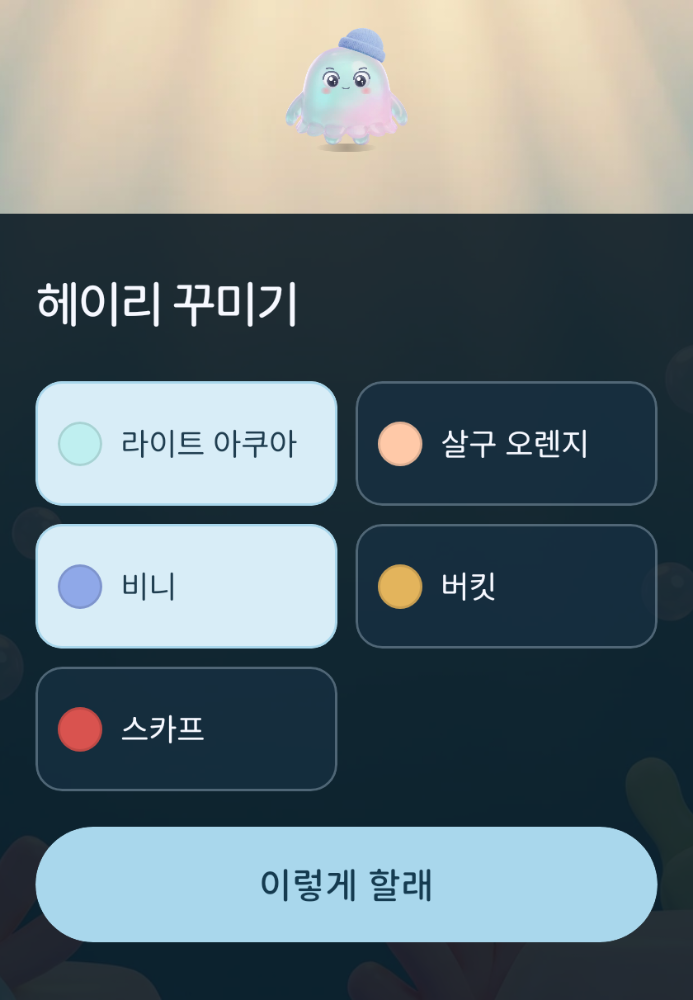 헤이리 꾸미기
라이트 아쿠아
살구 오렌지
비니
버킷
스카프
이렇게 할래